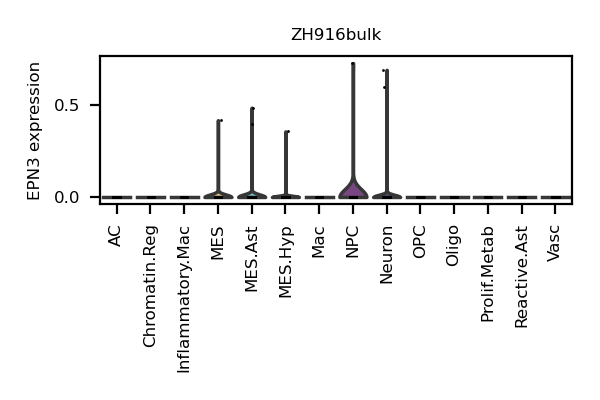 ZH916bulk
EPN3 expression
0.5
0.0
AC
Chromatin.Reg
Inflammatory.Mac
MES
MES.Ast
MES.Hyp
Mac
NPC
Neuron
OPC
Oligo
Prolif.Metab
Reactive.Ast
Vasc